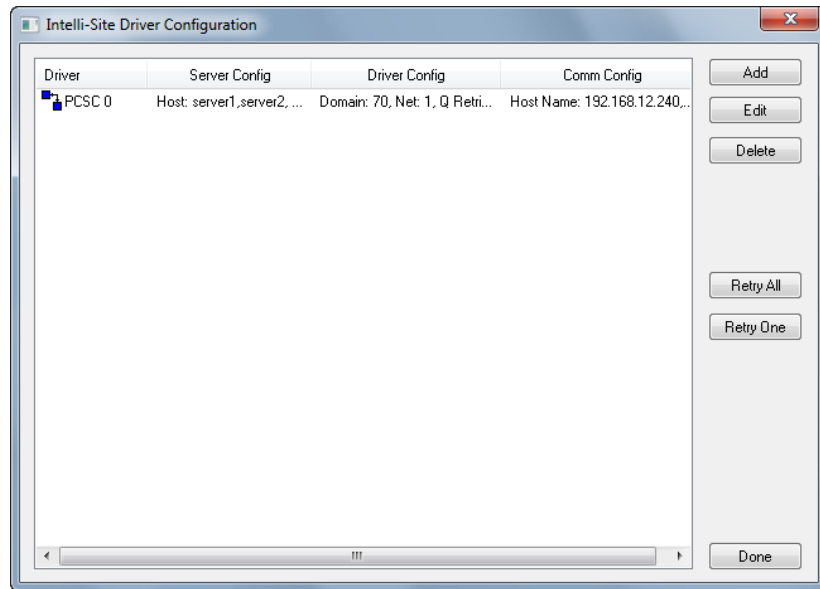 Intelli-Site Driver Configuration
Driver Server Config Driver Config Comm Config
PCSC 0 Host: server1,server2, ... Domain: 70, Net: 1, Q Retri... Host Name: 192.168.12.240,...
Add
Edit
Delete
Retry All
Retry One
Done